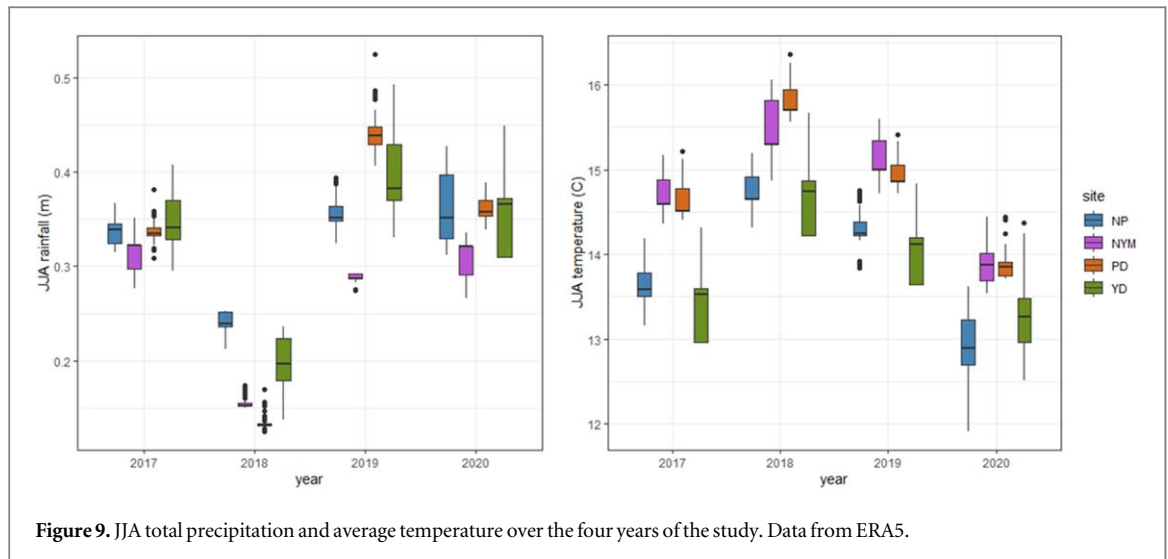 0.5
0.4
0.3
0.2
JJA rainfall (m)
2017 2018 2019 2020
year
16
15
14
13
12
JJA temperature (C)
2017 2018 2019 2020
year
site
NP
NYM
PD
YD
Figure 9. JJA total precipitation and average temperature over the four years of the study. Data from ERA5.